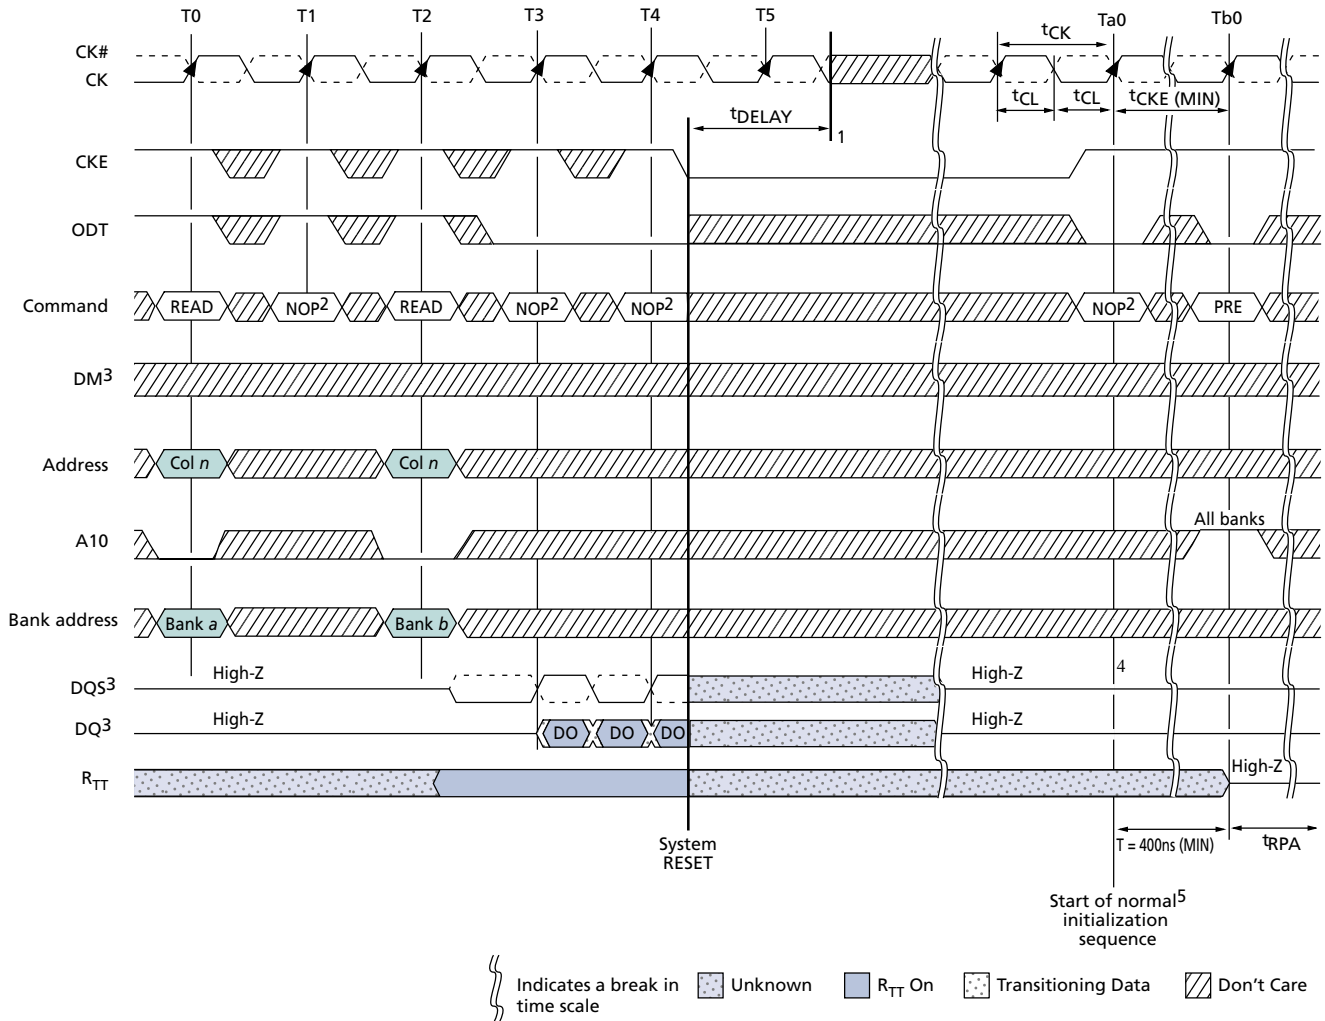 T0 T1 T2 T3 T4 T5 Ta0 Tb0
CK#
CK
tCK
tCL tCL tCKE (MIN)
tDELAY
1
CKE
ODT
Command READ NOP2 READ NOP2 NOP2 NOP2 PRE
DM3
Address Col n Col n
A10 All banks
Bank address Bank a Bank b
DQS3 High-Z High-Z 4
DQ3 High-Z DO DO DO High-Z
RTT High-Z
System
RESET
T = 400ns (MIN) tRPA
Start of normal5
initialization
sequence
Indicates a break in
time scale
Unknown
RTT On
Transitioning Data
Don't Care